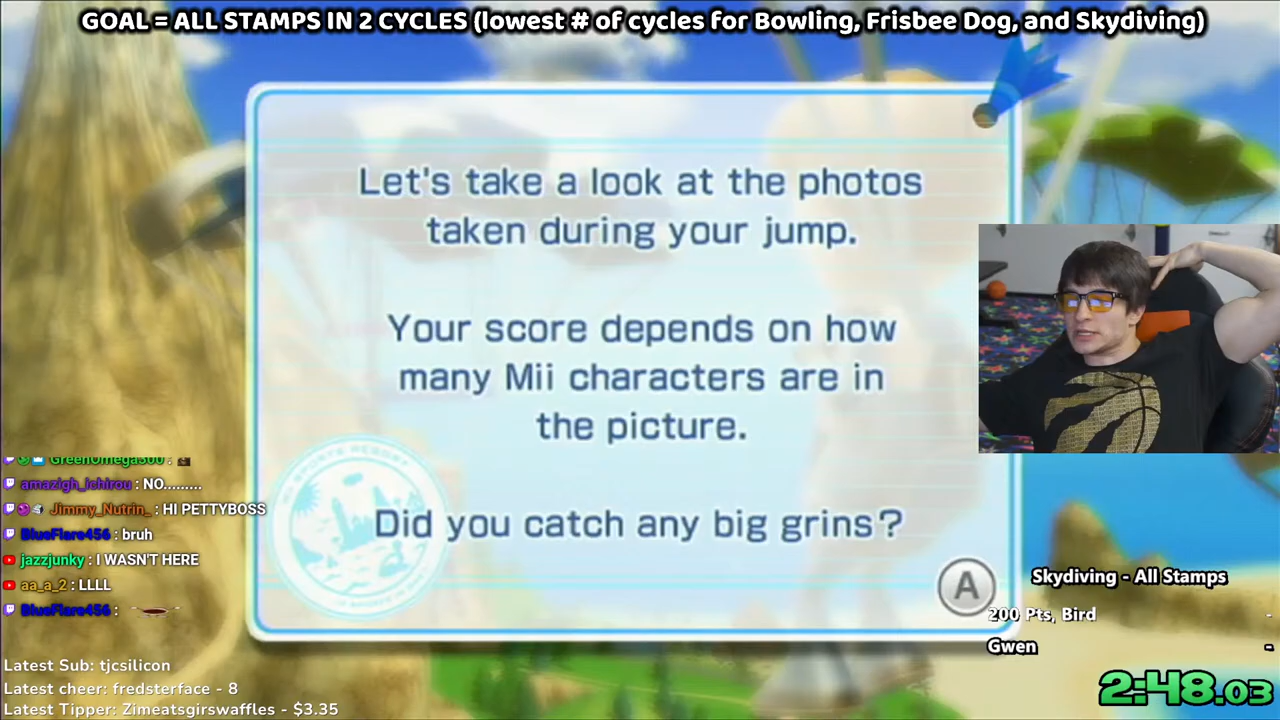 GOAL = ALL STAMPS IN 2 CYCLES (lowest # of cycles for Bowling, Frisbee Dog, and Skydiving)
Let's take a look at the photos
taken during your jump.
Your score depends on how
many Mii characters are in
the picture.
Did you catch any big grins?
A
GreenOmega500 :
amazigh_ichirou : NO.........
Jimmy_Nutrin_ : HI PETTYBOSS
BlueFlare456 : bruh
jazzjunky : I WASN'T HERE
aa_a_2 : LLLL
BlueFlare456 :
Latest Sub: tjcsilicon
Latest cheer: fredsterface - 8
Latest Tipper: Zimeatsgirswaffles - $3.35
Skydiving - All Stamps
200 Pts, Bird -
Gwen -
2:48.03